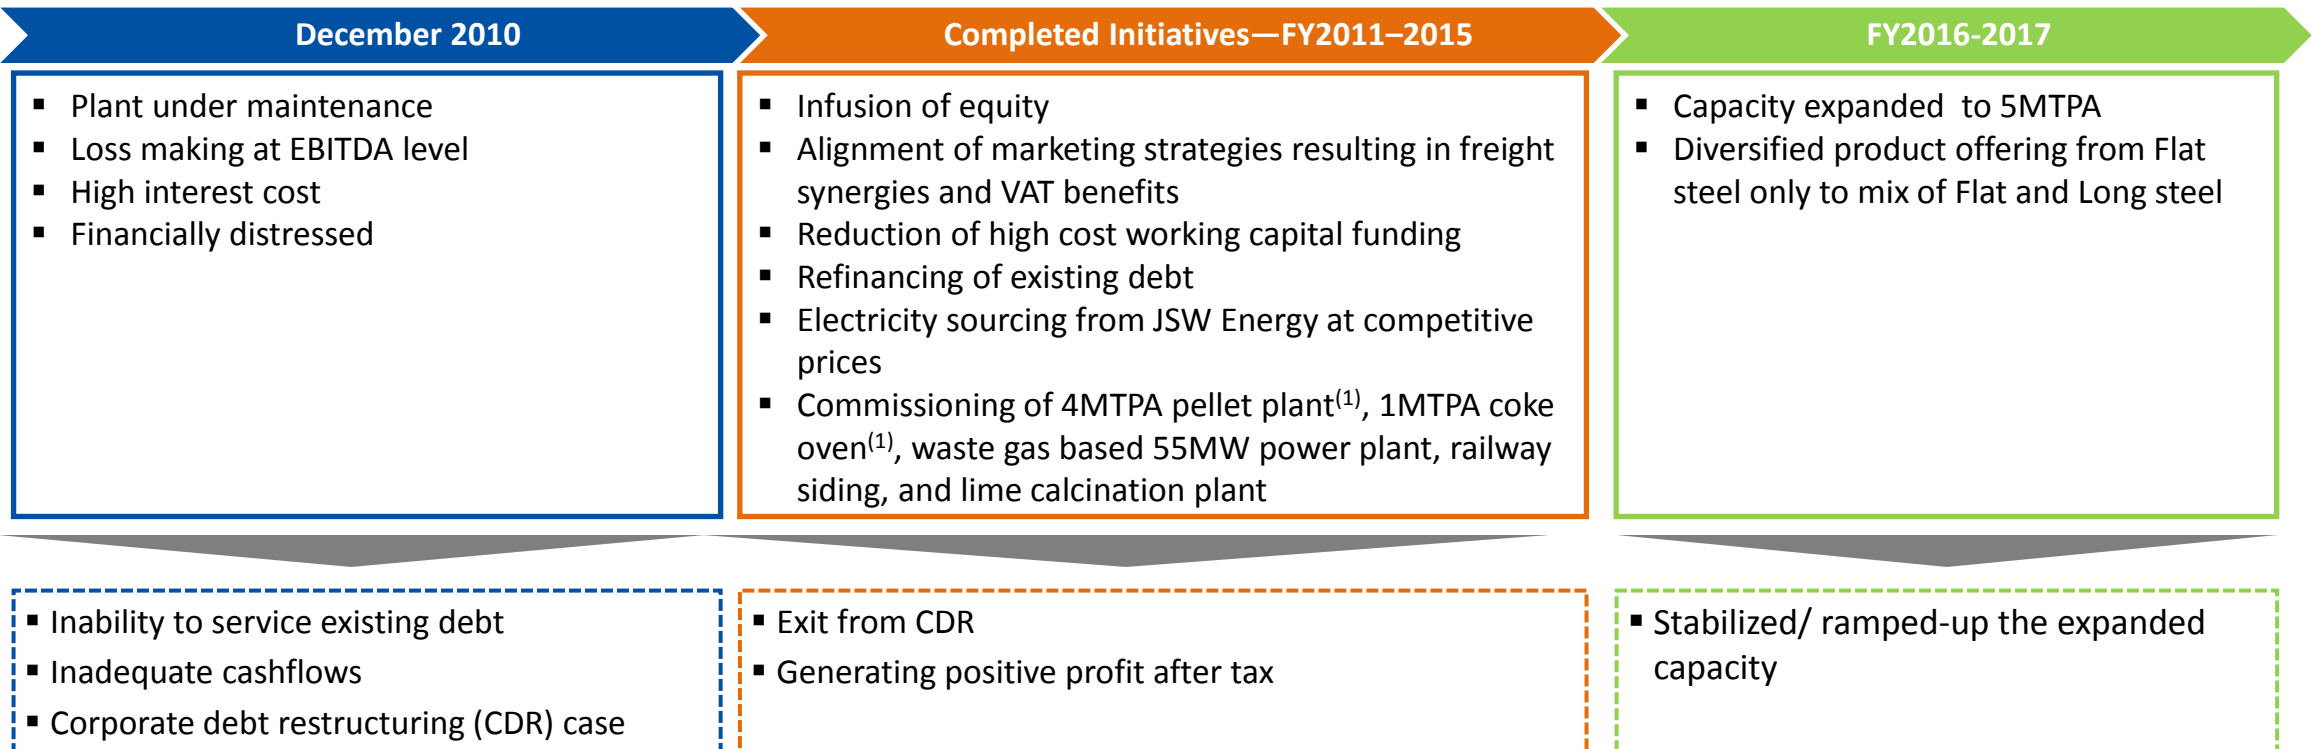 December 2010
▪ Plant under maintenance
▪ Loss making at EBITDA level
▪ High interest cost
▪ Financially distressed
▪ Inability to service existing debt
▪ Inadequate cashflows
▪ Corporate debt restructuring (CDR) case
Completed Initiatives—FY2011–2015
▪ Infusion of equity
▪ Alignment of marketing strategies resulting in freight
synergies and VAT benefits
▪ Reduction of high cost working capital funding
▪ Refinancing of existing debt
▪ Electricity sourcing from JSW Energy at competitive
prices
▪ Commissioning of 4MTPA pellet plant(1), 1MTPA coke
oven(1), waste gas based 55MW power plant, railway
siding, and lime calcination plant
▪ Exit from CDR
▪ Generating positive profit after tax
FY2016-2017
▪ Capacity expanded to 5MTPA
▪ Diversified product offering from Flat
steel only to mix of Flat and Long steel
▪ Stabilized/ ramped-up the expanded
capacity